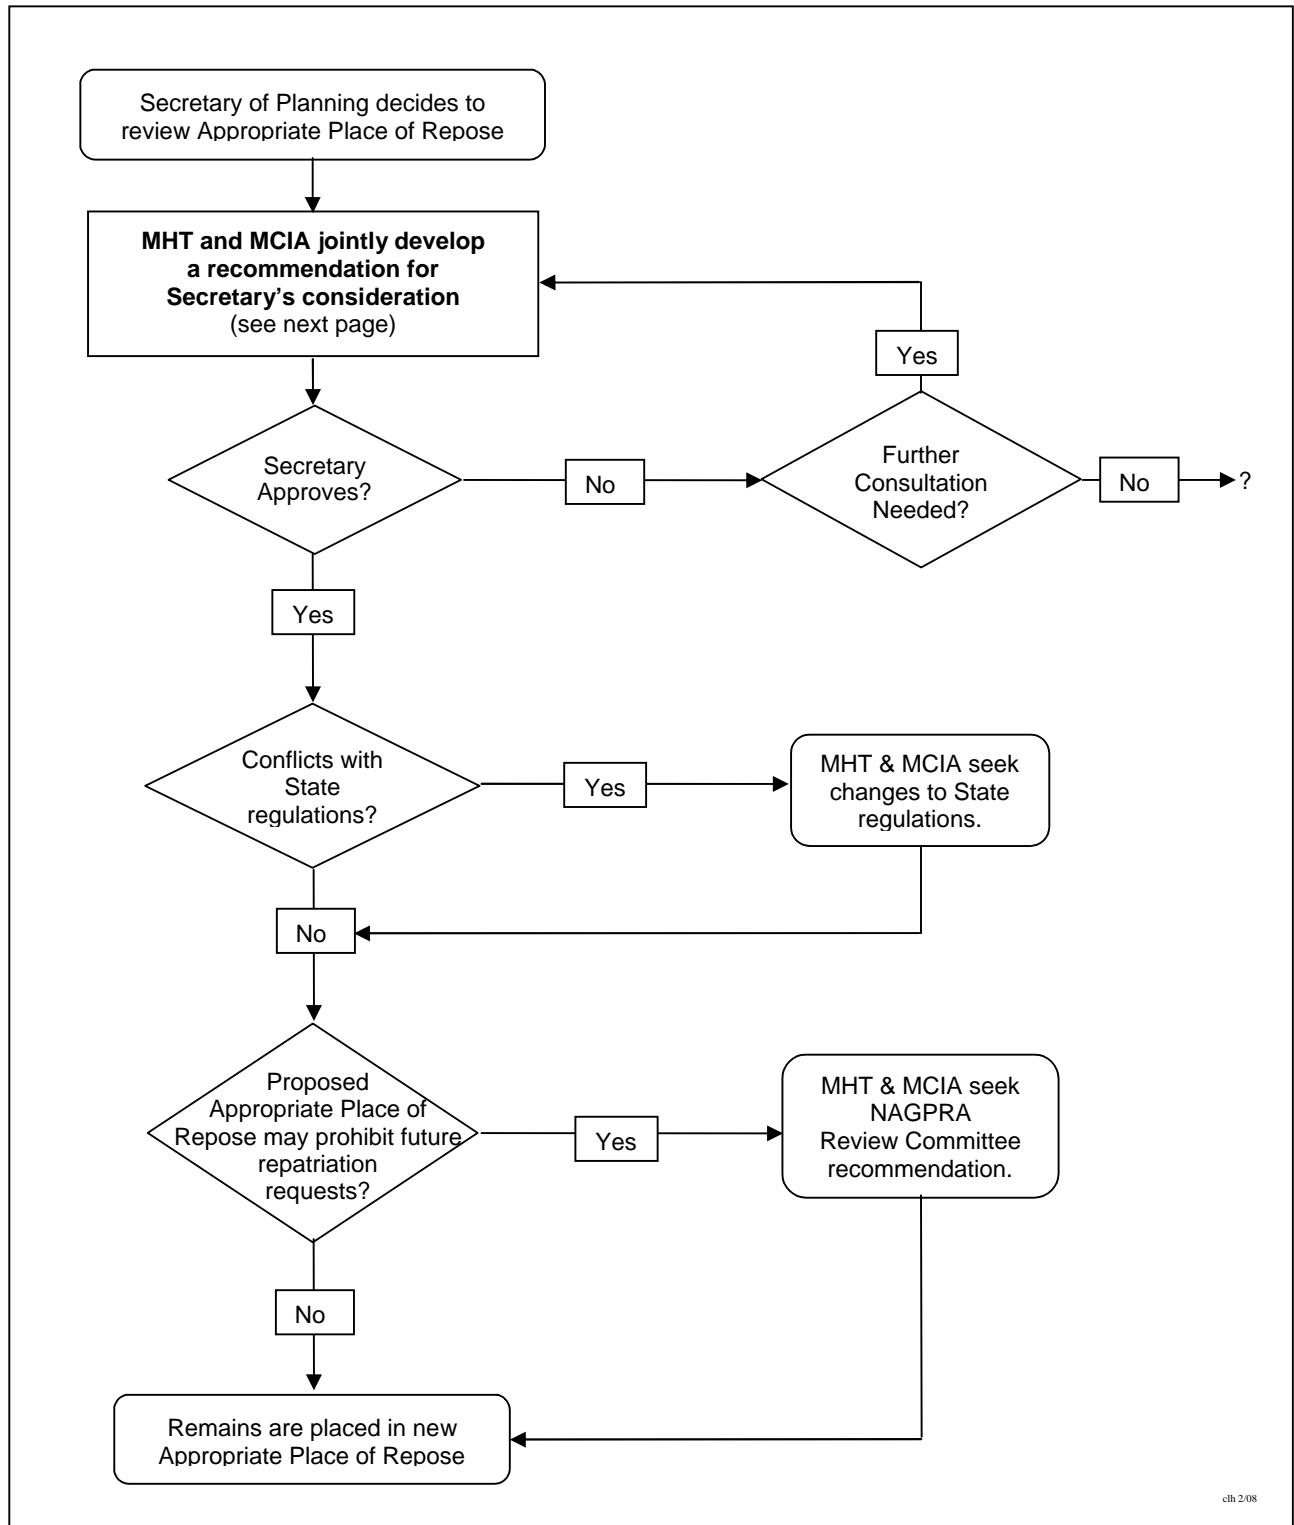 Secretary of Planning decides to
review Appropriate Place of Repose
MHT and MCIA jointly develop
a recommendation for
Secretary's consideration
(see next page)
Yes
Secretary
Approves?
No
Further
Consultation
Needed?
No
?
Yes
Conflicts with
State
regulations?
Yes
MHT & MCIA seek
changes to State
regulations.
No
Proposed
Appropriate Place of
Repose may prohibit future
repatriation
requests?
Yes
MHT & MCIA seek
NAGPRA
Review Committee
recommendation.
No
Remains are placed in new
Appropriate Place of Repose
clh 2/08